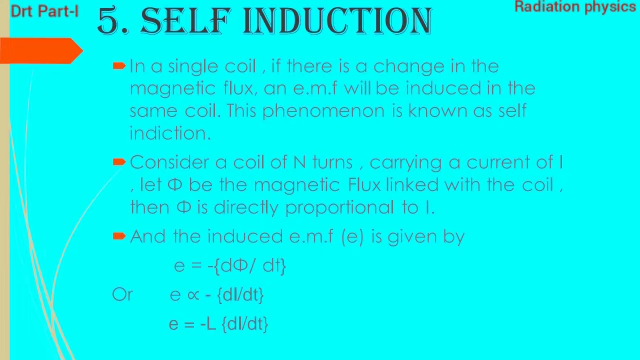 Drt Part-I
Radiation physics
5. SELF INDUCTION
In a single coil , if there is a change in the
magnetic flux, an e.m.f will be induced in the
same coil. This phenomenon is known as self
indiction.
Consider a coil of N turns , carrying a current of I
, let Φ be the magnetic Flux linked with the coil ,
then Φ is directly proportional to I.
And the induced e.m.f (e) is given by
e = -{dΦ/ dt}
Or e ∝ - {dI/dt}
e = -L {dI/dt}